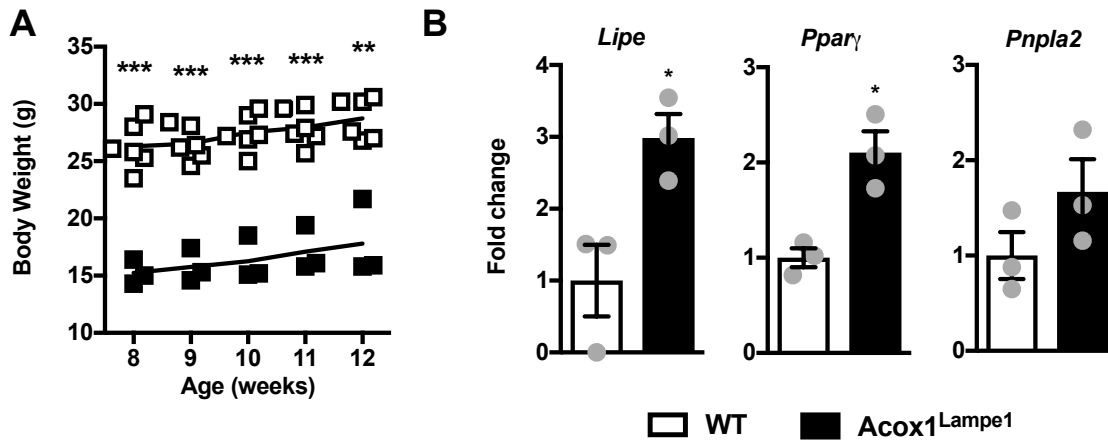 A
Body Weight (g)
35
30
25
20
15
10
*** *** *** *** **
8 9 10 11 12
Age (weeks)
B
Fold change
Lipe
4
3
2
1
0
*
Pparγ
3
2
1
0
*
Pnpla2
3
2
1
0
WT Acox1Lampe1